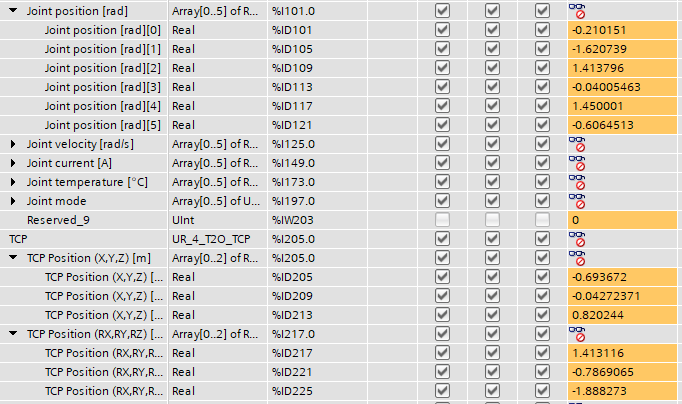 Joint position [rad] Array[0..5] of R... %I101.0
Joint position [rad][0] Real %ID101 -0.210151
Joint position [rad][1] Real %ID105 -1.620739
Joint position [rad][2] Real %ID109 1.413796
Joint position [rad][3] Real %ID113 -0.04005463
Joint position [rad][4] Real %ID117 1.450001
Joint position [rad][5] Real %ID121 -0.6064513
Joint velocity [rad/s] Array[0..5] of R... %I125.0
Joint current [A] Array[0..5] of R... %I149.0
Joint temperature [°C] Array[0..5] of R... %I173.0
Joint mode Array[0..5] of U... %I197.0
Reserved_9 UInt %IW203 0
TCP UR_4_T2O_TCP %I205.0
TCP Position (X,Y,Z) [m] Array[0..2] of R... %I205.0
TCP Position (X,Y,Z) [... Real %ID205 -0.693672
TCP Position (X,Y,Z) [... Real %ID209 -0.04272371
TCP Position (X,Y,Z) [... Real %ID213 0.820244
TCP Position (RX,RY,RZ) [... Array[0..2] of R... %I217.0
TCP Position (RX,RY,R... Real %ID217 1.413116
TCP Position (RX,RY,R... Real %ID221 -0.7869065
TCP Position (RX,RY,R... Real %ID225 -1.888273